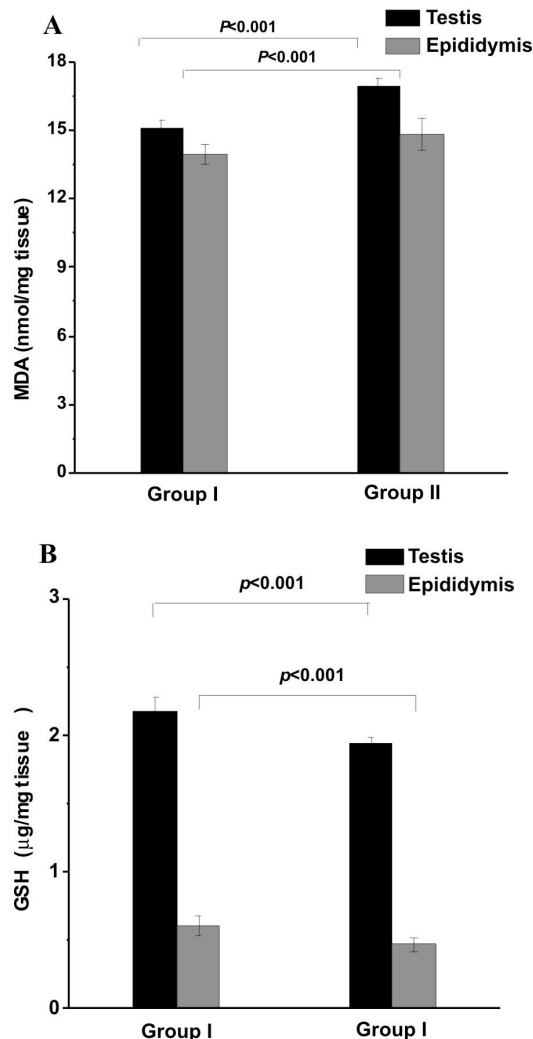 A
Testis
Epididymis
P<0.001
P<0.001
18
15
12
9
6
3
0
MDA (nmol/mg tissue)
Group I
Group II
B
Testis
Epididymis
p<0.001
p<0.001
3
2
1
0
GSH (µg/mg tissue )
Group I
Group I